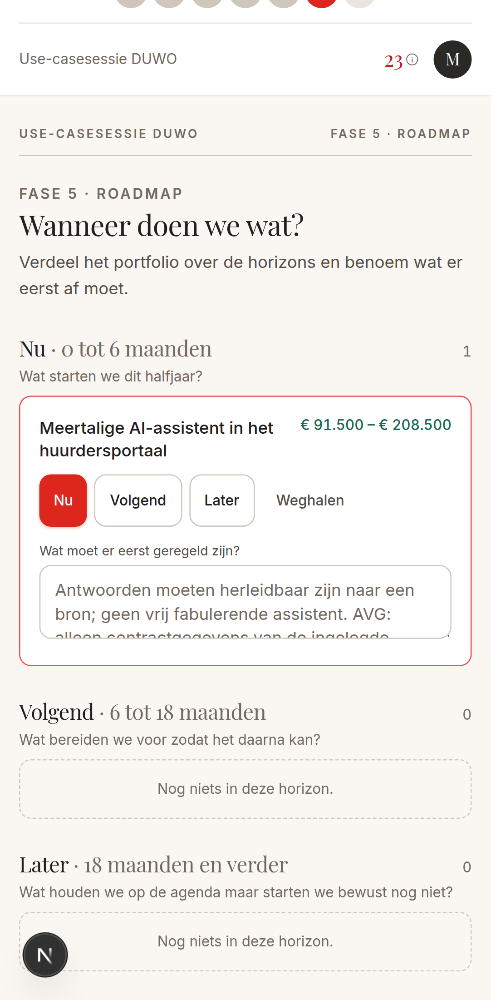 Use-casesessie DUWO
23
M
USE-CASESESSIE DUWO
FASE 5 · ROADMAP
FASE 5 · ROADMAP
Wanneer doen we wat?
Verdeel het portfolio over de horizons en benoem wat er
eerst af moet.
Nu · 0 tot 6 maanden
1
Wat starten we dit halfjaar?
Meertalige AI-assistent in het
huurdersportaal
€ 91.500 – € 208.500
Nu
Volgend
Later
Weghalen
Wat moet er eerst geregeld zijn?
Antwoorden moeten herleidbaar zijn naar een
bron; geen vrij fabulerende assistent. AVG:
alleen contractgegevens van de ingelogde
Volgend · 6 tot 18 maanden
0
Wat bereiden we voor zodat het daarna kan?
Nog niets in deze horizon.
Later · 18 maanden en verder
0
Wat houden we op de agenda maar starten we bewust nog niet?
Nog niets in deze horizon.
N